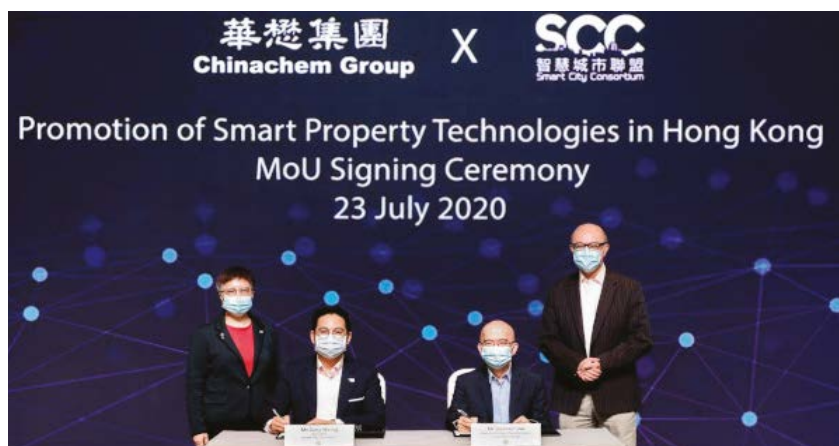 華懋集團
Chinachem Group
X
SCC
智慧城市聯盟
Smart City Consortium
Promotion of Smart Property Technologies in Hong Kong
MoU Signing Ceremony
23 July 2020